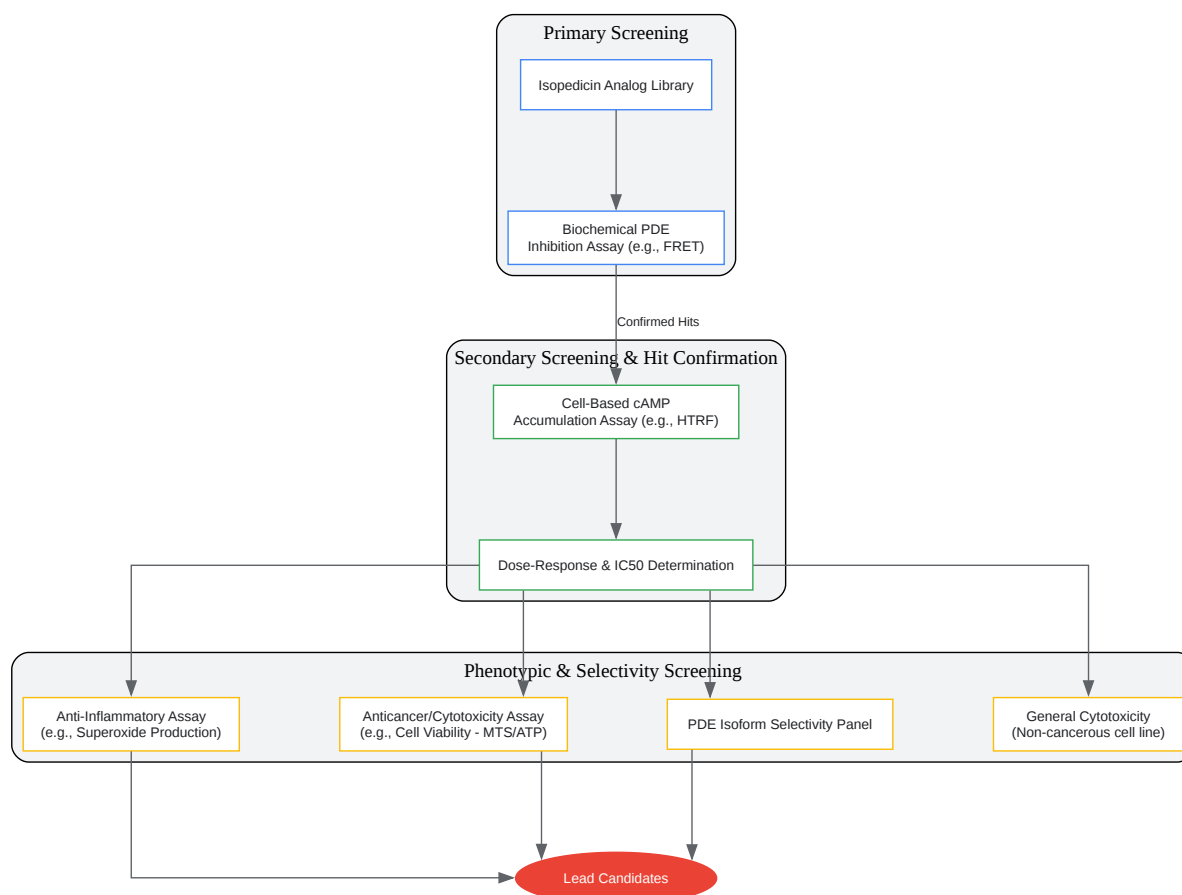 Primary Screening
Isopedicin Analog Library
Biochemical PDE
Inhibition Assay (e.g., FRET)
Confirmed Hits
Secondary Screening & Hit Confirmation
Cell-Based cAMP
Accumulation Assay (e.g., HTRF)
Dose-Response & IC50 Determination
Phenotypic & Selectivity Screening
Anti-Inflammatory Assay
(e.g., Superoxide Production)
Anticancer/Cytotoxicity Assay
(e.g., Cell Viability - MTS/ATP)
PDE Isoform Selectivity Panel
General Cytotoxicity
(Non-cancerous cell line)
Lead Candidates